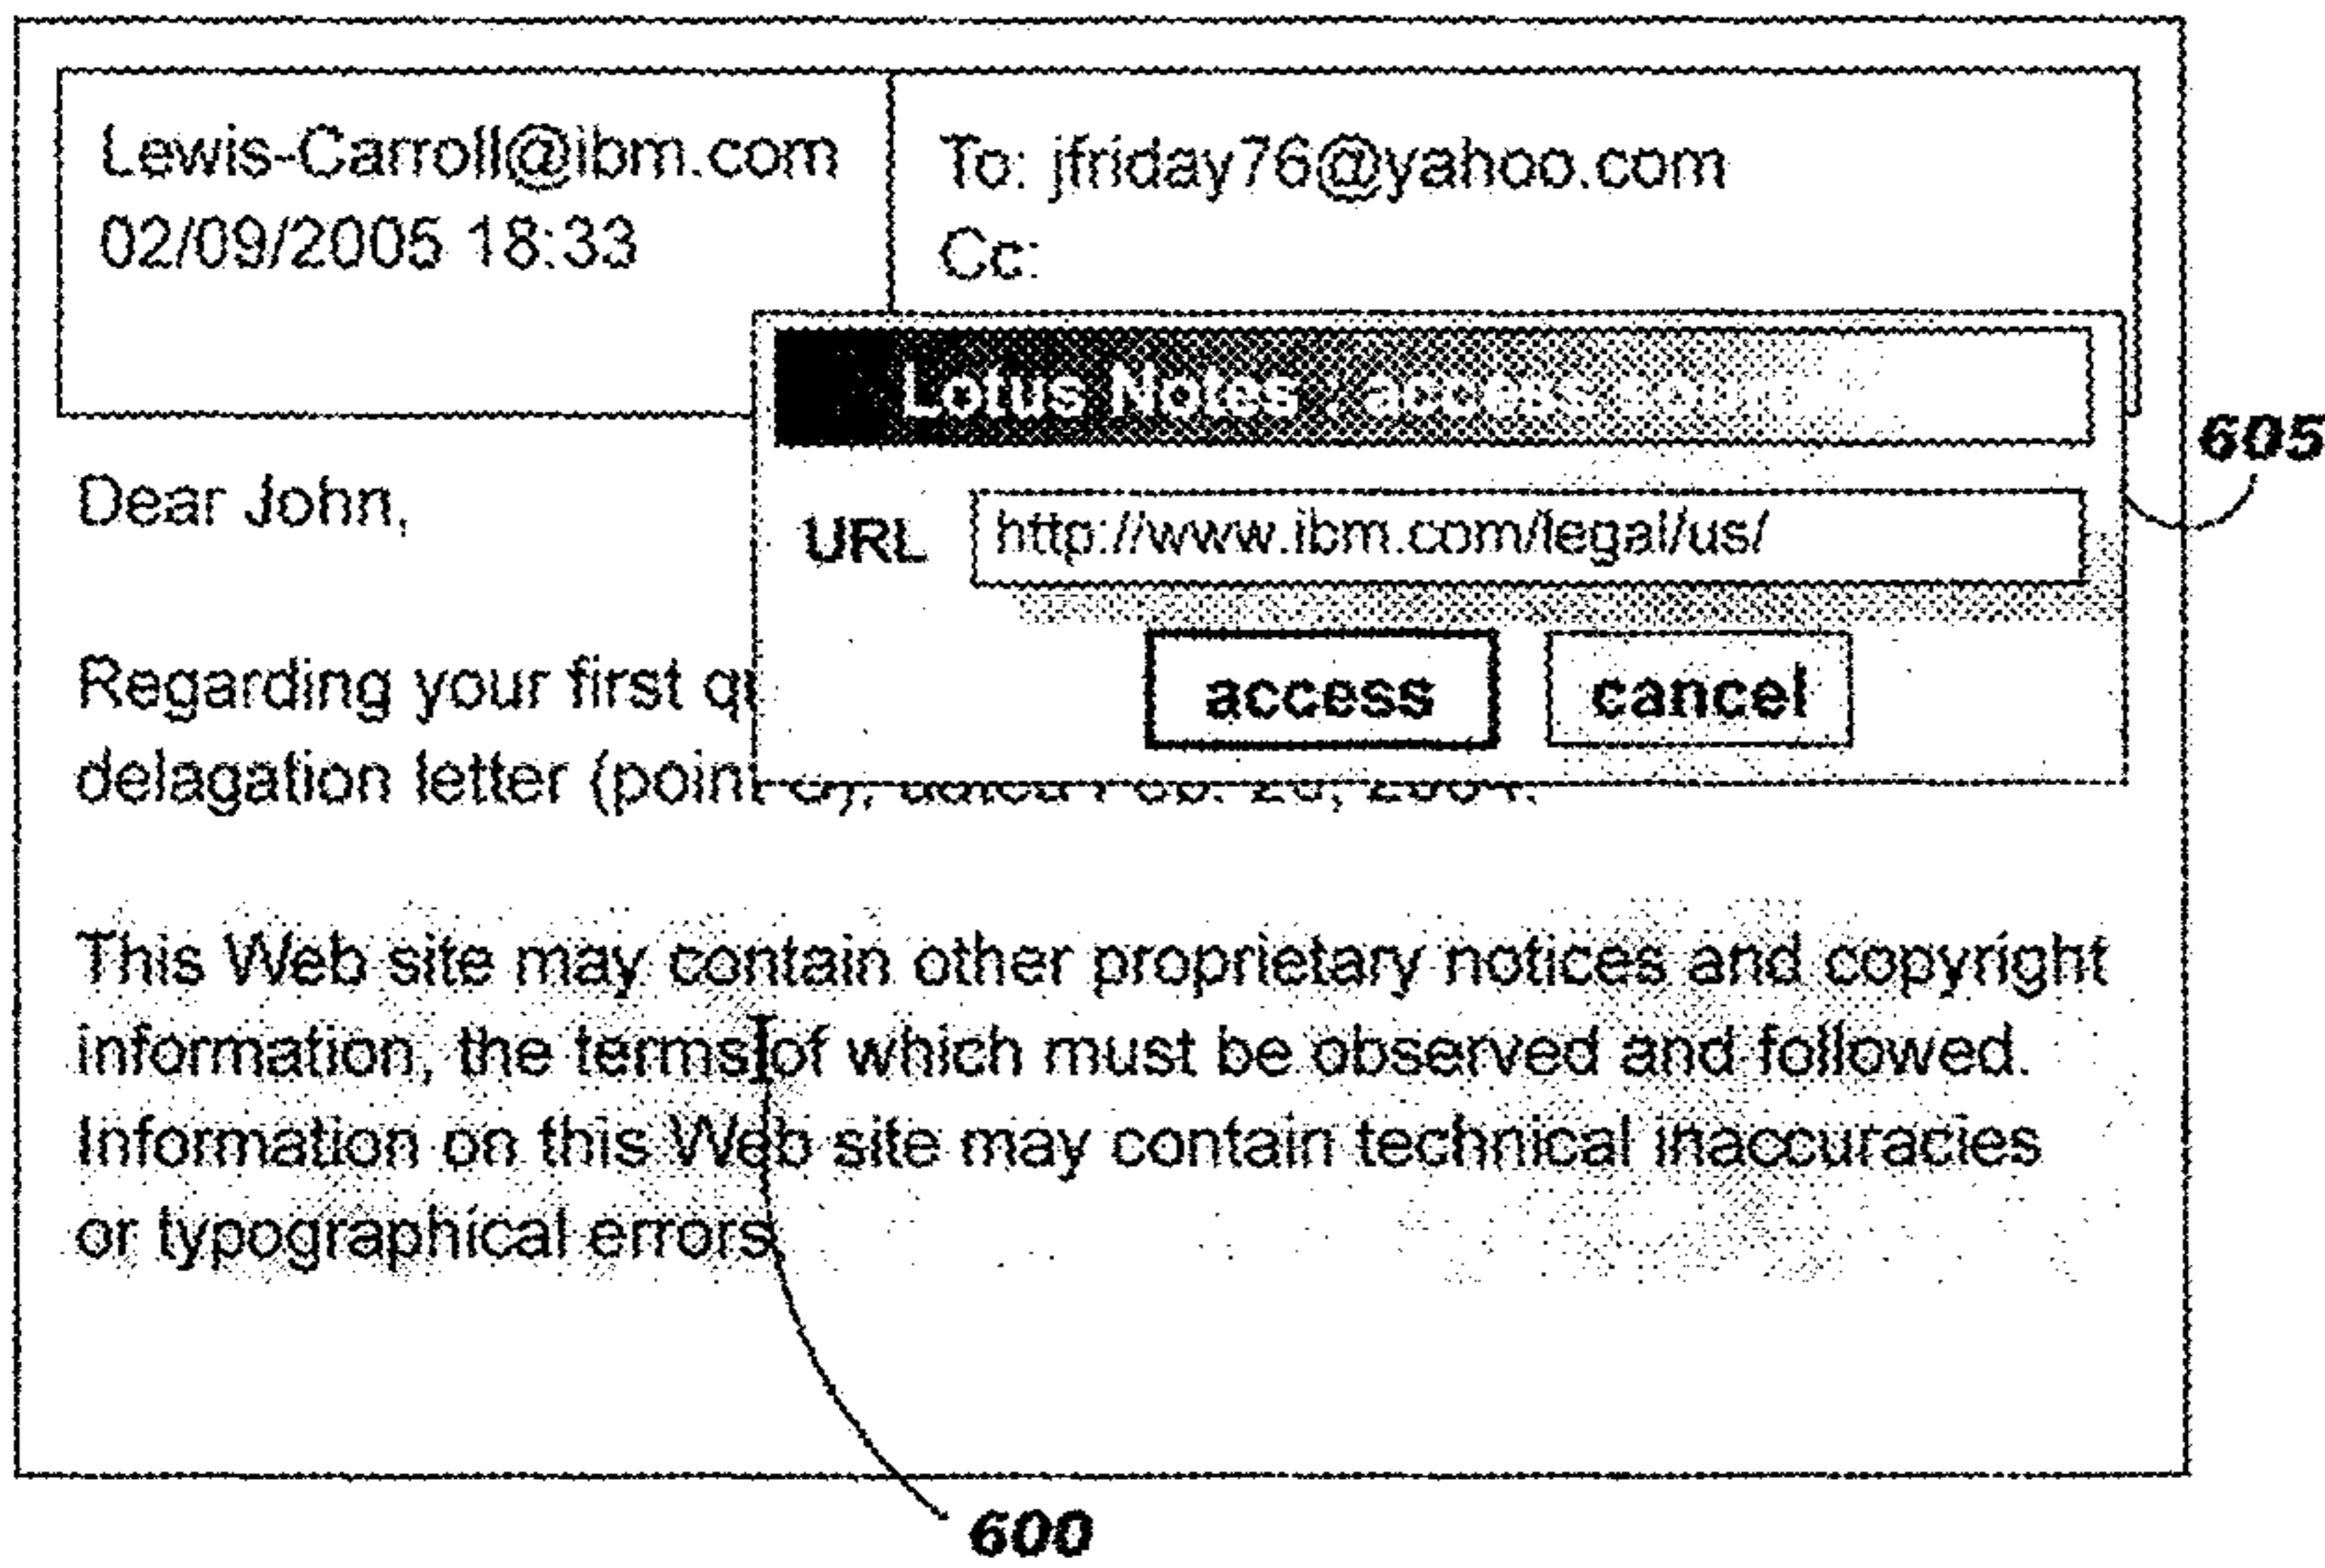 Lewis-Carroll@ibm.com
02/09/2005 18:33
To: jfriday76@yahoo.com
Cc:
Lotus Notes : access
605
URL http://www.ibm.com/legal/us/
access cancel
Dear John,
Regarding your first
delagation letter
This Web site may contain other proprietary notices and copyright
information, the terms of which must be observed and followed.
Information on this Web site may contain technical inaccuracies
or typographical errors
600